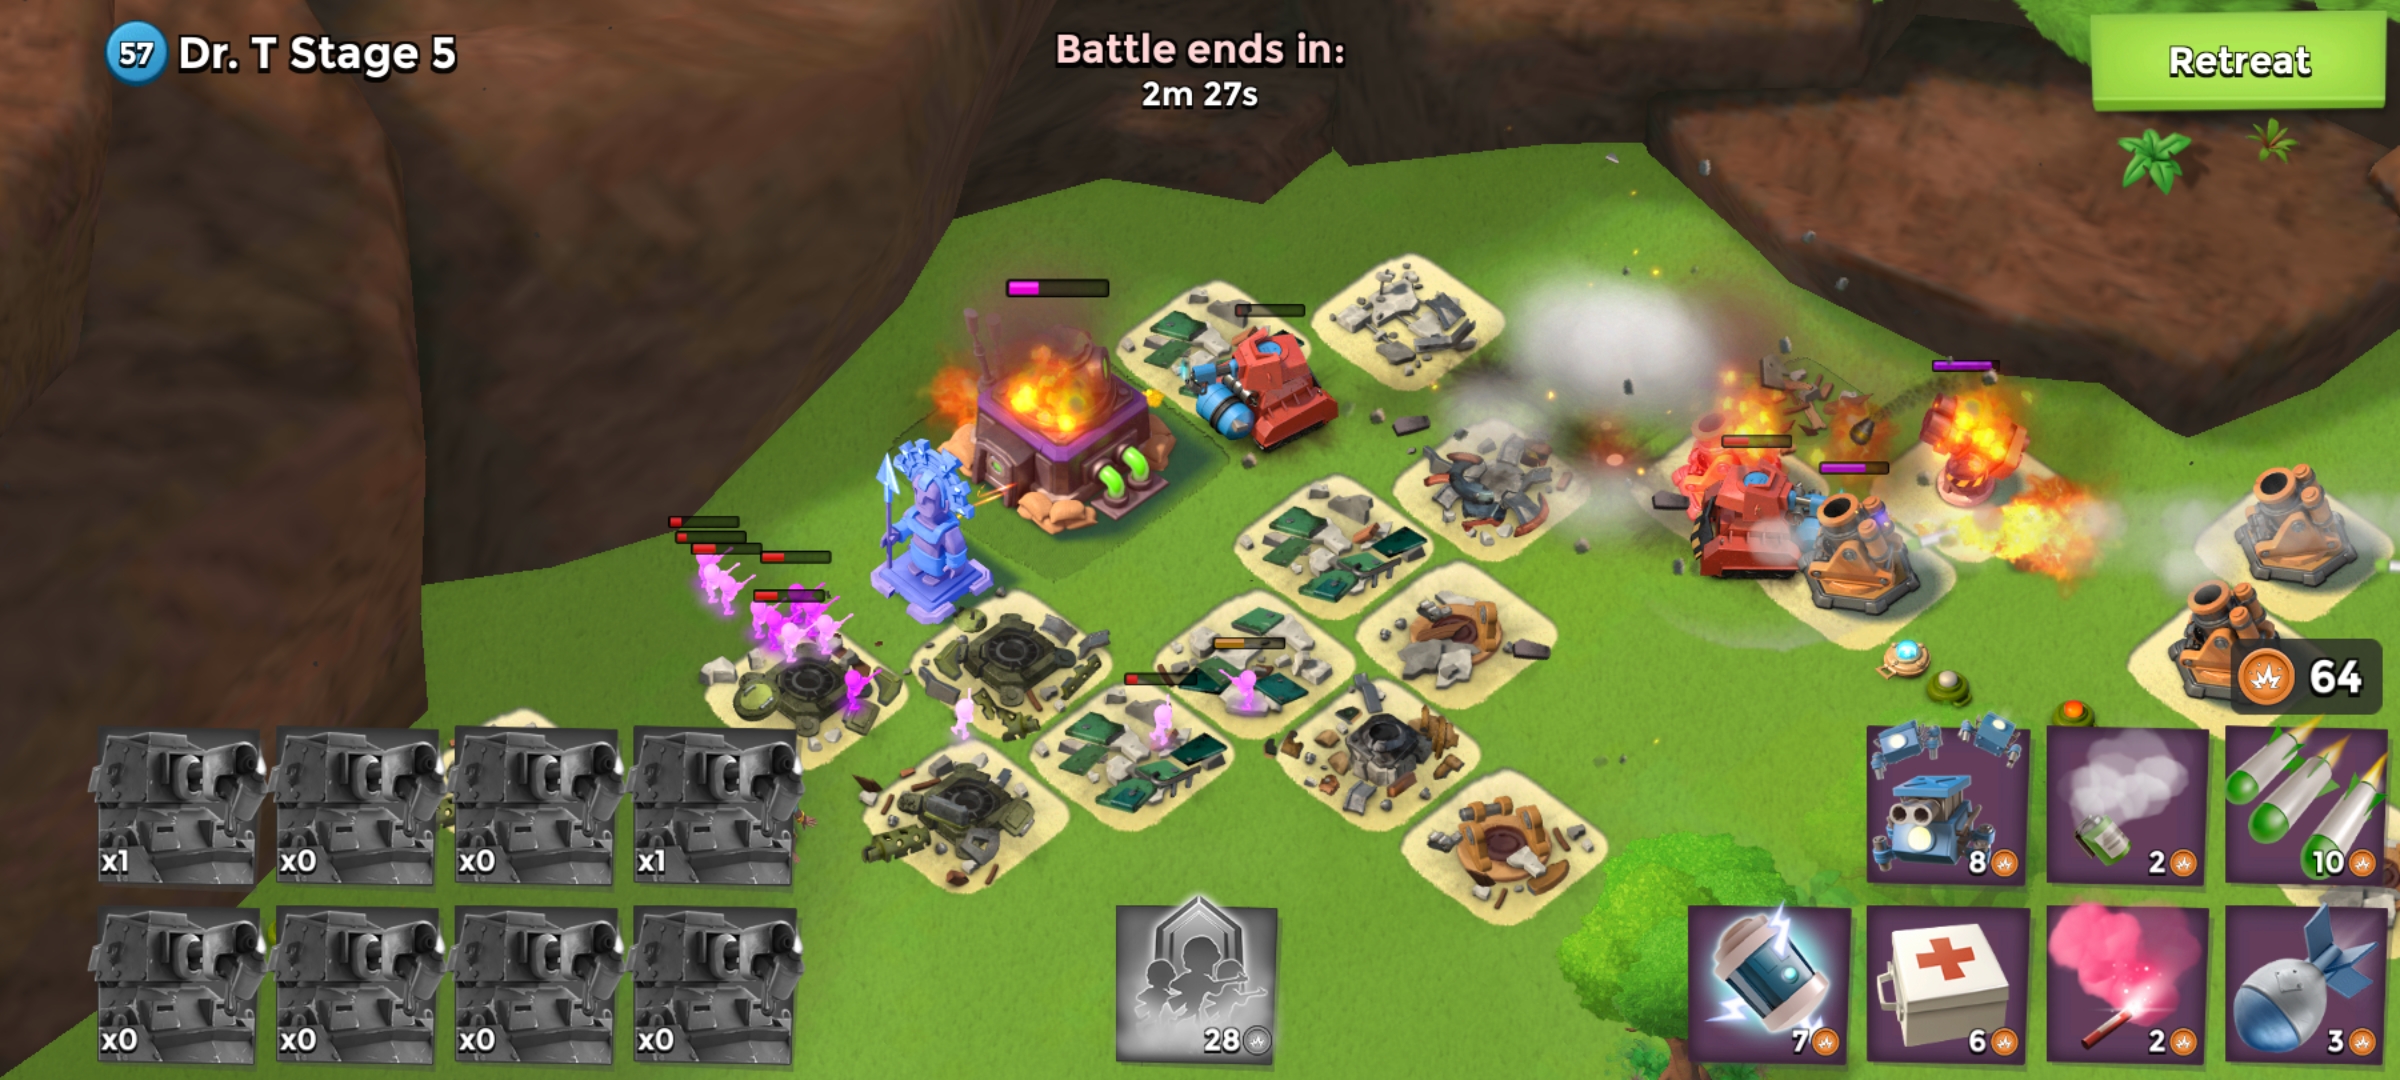 57 Dr. T Stage 5
Battle ends in:
2m 27s
Retreat
64
x1 x0 x0 x1
8 2 10
x0 x0 x0 x0
28
7 6 2 3